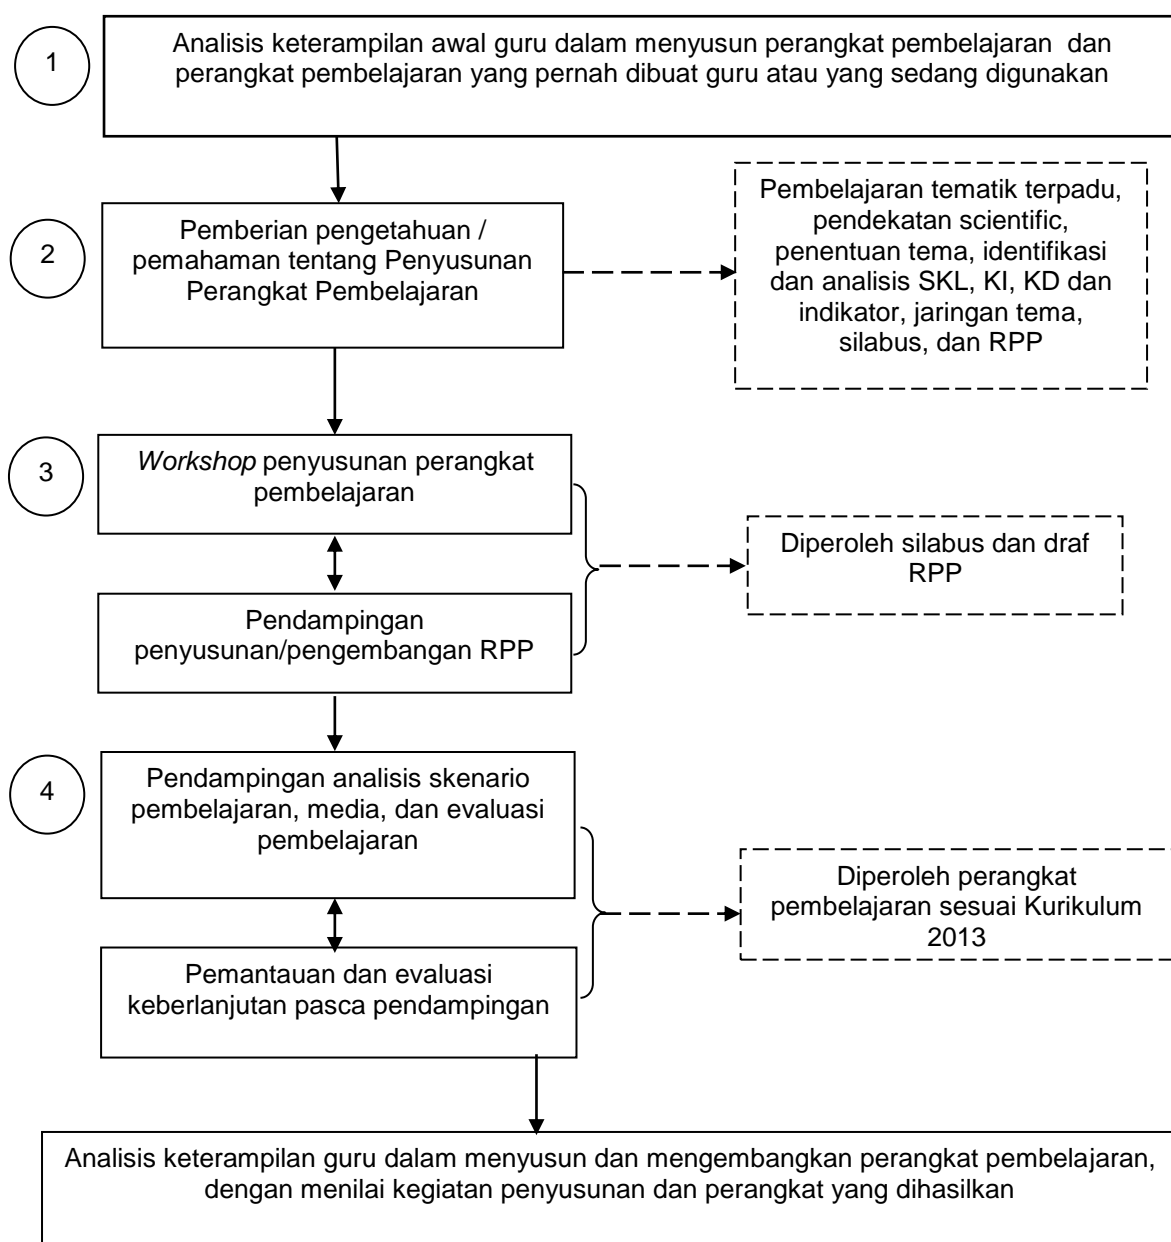 1
Analisis keterampilan awal guru dalam menyusun perangkat pembelajaran dan
perangkat pembelajaran yang pernah dibuat guru atau yang sedang digunakan
2
Pemberian pengetahuan /
pemahaman tentang Penyusunan
Perangkat Pembelajaran
Pembelajaran tematik terpadu,
pendekatan scientific,
penentuan tema, identifikasi
dan analisis SKL, KI, KD dan
indikator, jaringan tema,
silabus, dan RPP
3
Workshop penyusunan perangkat
pembelajaran
Pendampingan
penyusunan/pengembangan RPP
Diperoleh silabus dan draf
RPP
4
Pendampingan analisis skenario
pembelajaran, media, dan evaluasi
pembelajaran
Pemantauan dan evaluasi
keberlanjutan pasca pendampingan
Diperoleh perangkat
pembelajaran sesuai Kurikulum
2013
Analisis keterampilan guru dalam menyusun dan mengembangkan perangkat pembelajaran,
dengan menilai kegiatan penyusunan dan perangkat yang dihasilkan